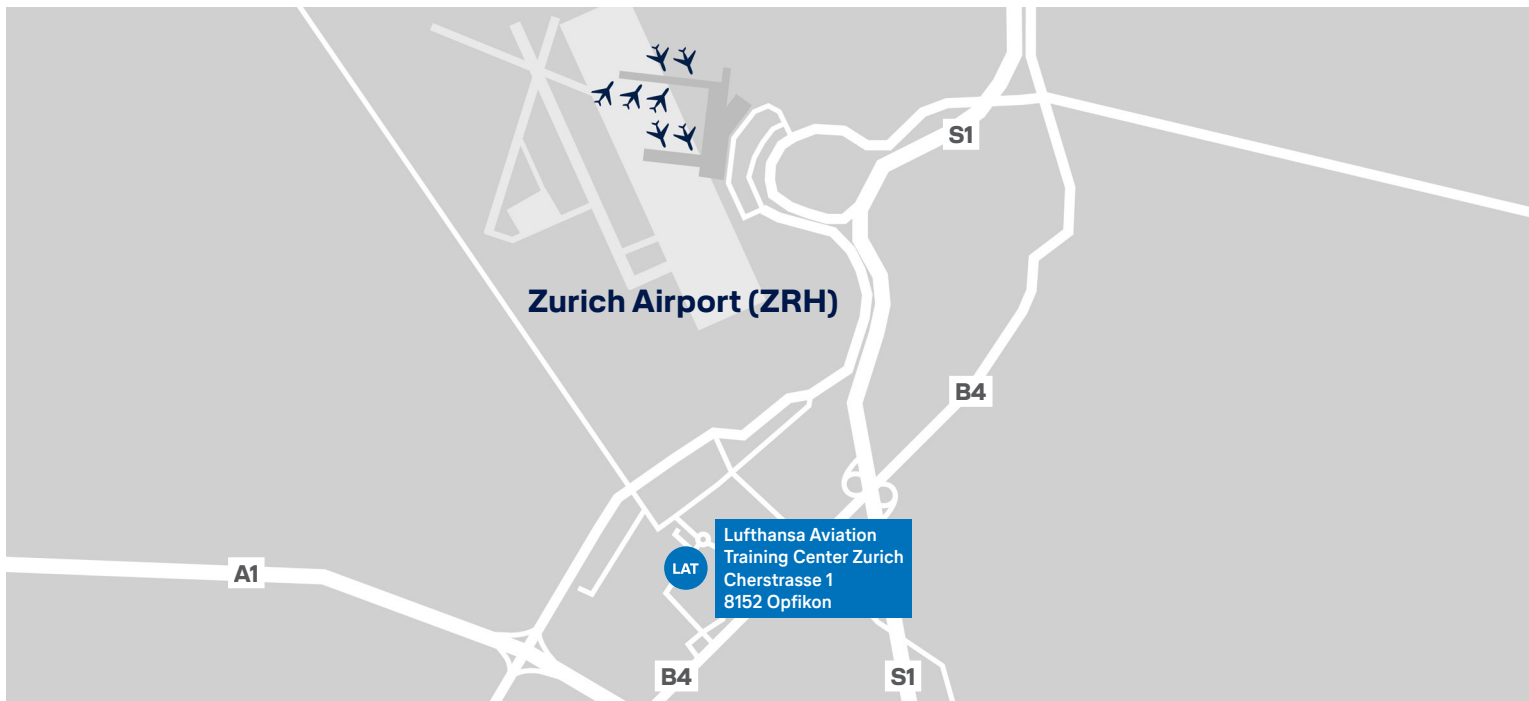 S1
Zurich Airport (ZRH)
B4
Lufthansa Aviation
Training Center Zurich
Cherstrasse 1
8152 Opfikon
LAT
A1
B4
S1